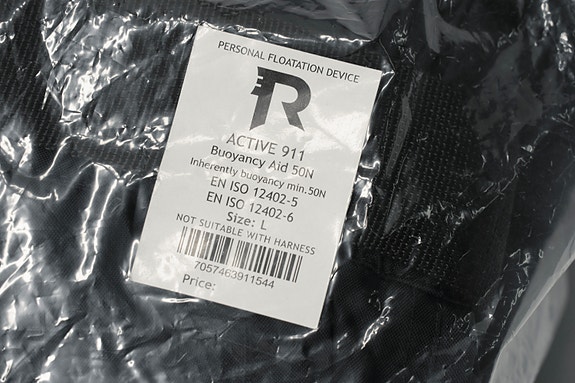 PERSONAL FLOATATION DEVICE
R
ACTIVE 911
Buoyancy Aid 50N
Inherently buoyancy min.50N
EN ISO 12402-5
EN ISO 12402-6
Size: L
NOT SUITABLE WITH HARNESS
7057463911544
Price: